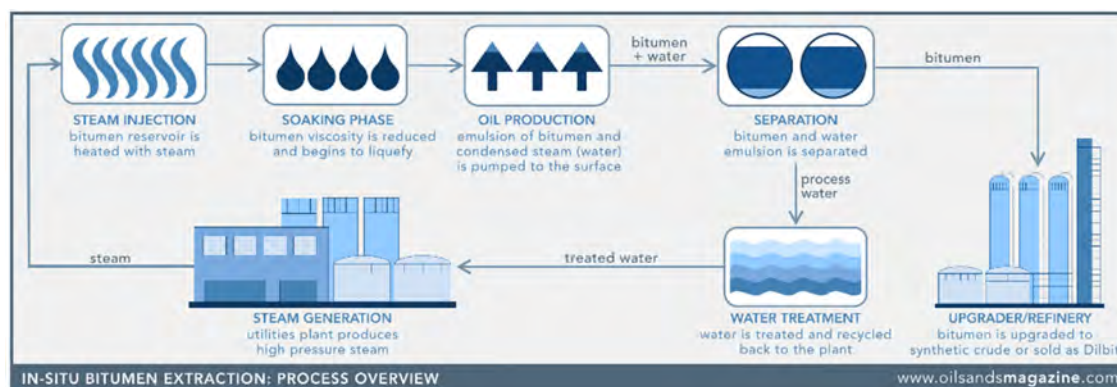 STEAM INJECTION
bitumen reservoir is
heated with steam
SOAKING PHASE
bitumen viscosity is reduced
and begins to liquefy
OIL PRODUCTION
emulsion of bitumen and
condensed steam (water)
is pumped to the surface
bitumen
+ water
SEPARATION
bitumen and water
emulsion is separated
bitumen
process
water
steam
STEAM GENERATION
utilities plant produces
high pressure steam
treated water
WATER TREATMENT
water is treated and recycled
back to the plant
UPGRADER/REFINERY
bitumen is upgraded to
synthetic crude or sold as Dilbit
IN-SITU BITUMEN EXTRACTION: PROCESS OVERVIEW
www.oilsandsmagazine.com